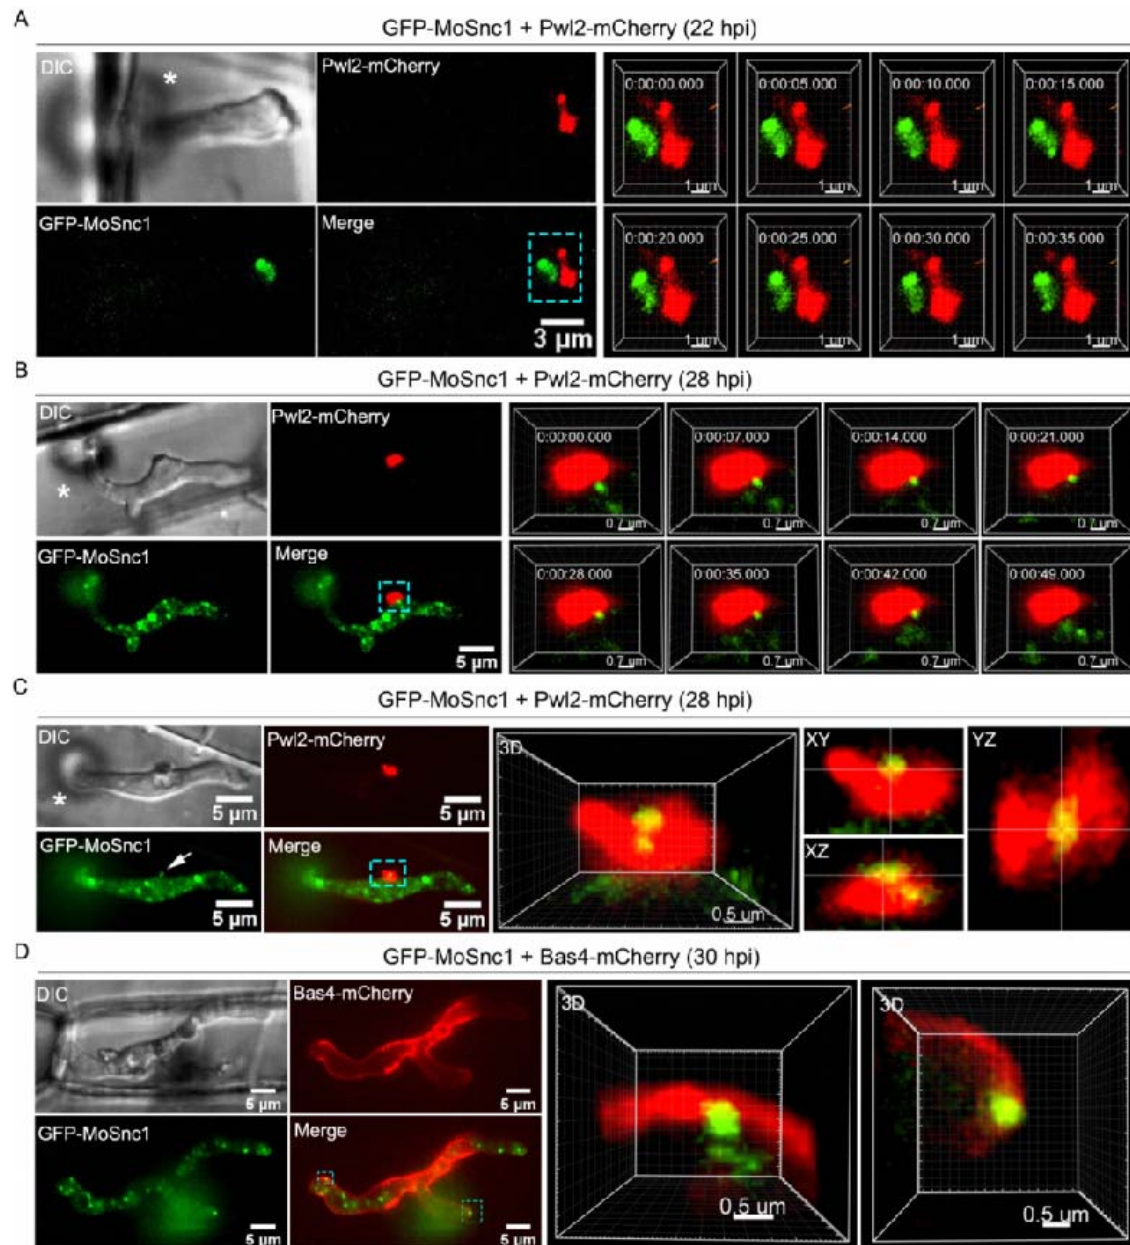 A
GFP-MoSnc1 + Pwl2-mCherry (22 hpi)
DIC
*
Pwl2-mCherry
0:00:00.000
0:00:05.000
0:00:10.000
0:00:15.000
1 µm
1 µm
1 µm
1 µm
GFP-MoSnc1
Merge
3 µm
0:00:20.000
0:00:25.000
0:00:30.000
0:00:35.000
1 µm
1 µm
1 µm
1 µm
B
GFP-MoSnc1 + Pwl2-mCherry (28 hpi)
DIC
*
Pwl2-mCherry
0:00:00.000
0:00:07.000
0:00:14.000
0:00:21.000
0.7 µm
0.7 µm
0.7 µm
0.7 µm
GFP-MoSnc1
Merge
5 µm
0:00:28.000
0:00:35.000
0:00:42.000
0:00:49.000
0.7 µm
0.7 µm
0.7 µm
0.7 µm
C
GFP-MoSnc1 + Pwl2-mCherry (28 hpi)
DIC
*
5 µm
Pwl2-mCherry
5 µm
3D
0.5 µm
XY
YZ
GFP-MoSnc1
5 µm
Merge
5 µm
XZ
D
GFP-MoSnc1 + Bas4-mCherry (30 hpi)
DIC
5 µm
Bas4-mCherry
5 µm
3D
0.5 µm
3D
0.5 µm
GFP-MoSnc1
5 µm
Merge
5 µm